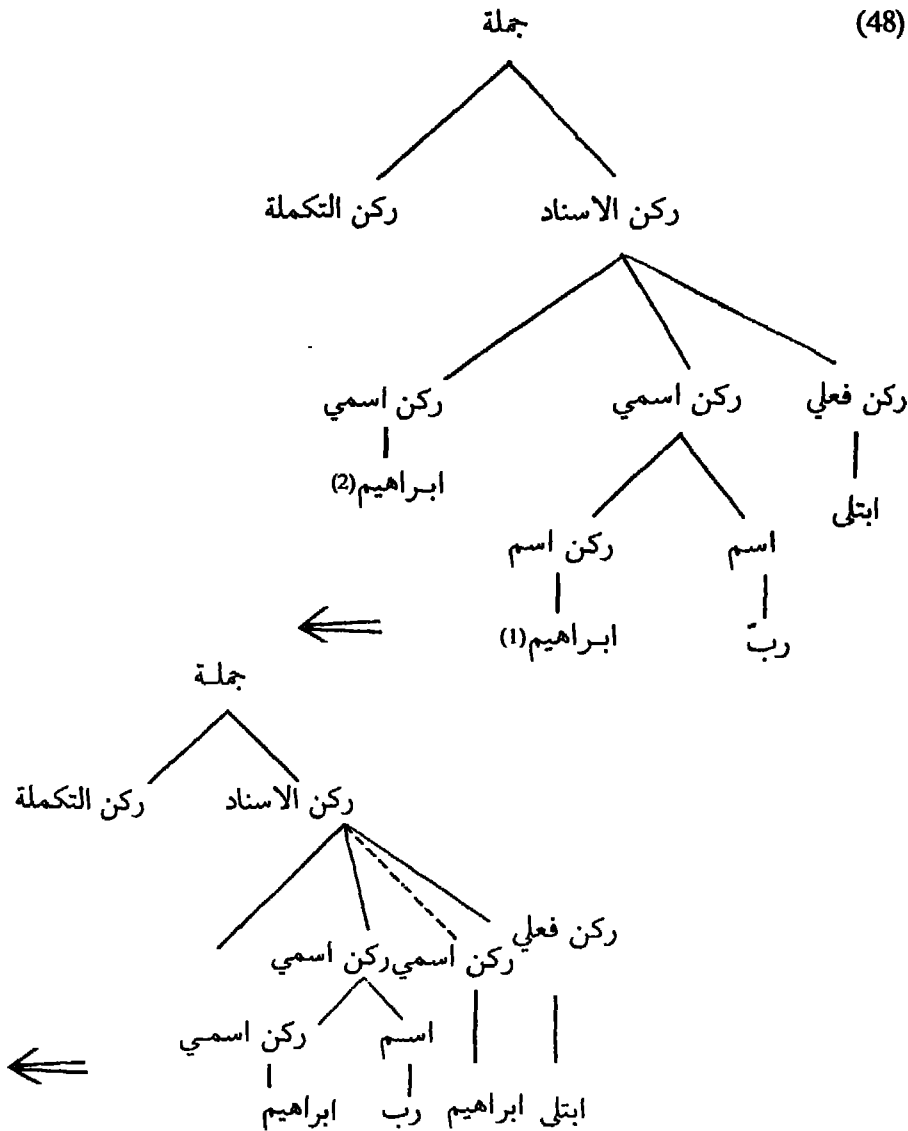 (48)
جملة
ركن الاسناد ركن التكملة
ركن فعلي ركن اسمي ركن اسمي
ابتلى ابراهيم(2)
اسم ركن اسم
ربّ ابراهيم(1)
جملة
ركن الاسناد ركن التكملة
ركن فعلي ركن اسمي ركن اسمي
اسم ركن اسمي
ابتلى ابراهيم رب ابراهيم